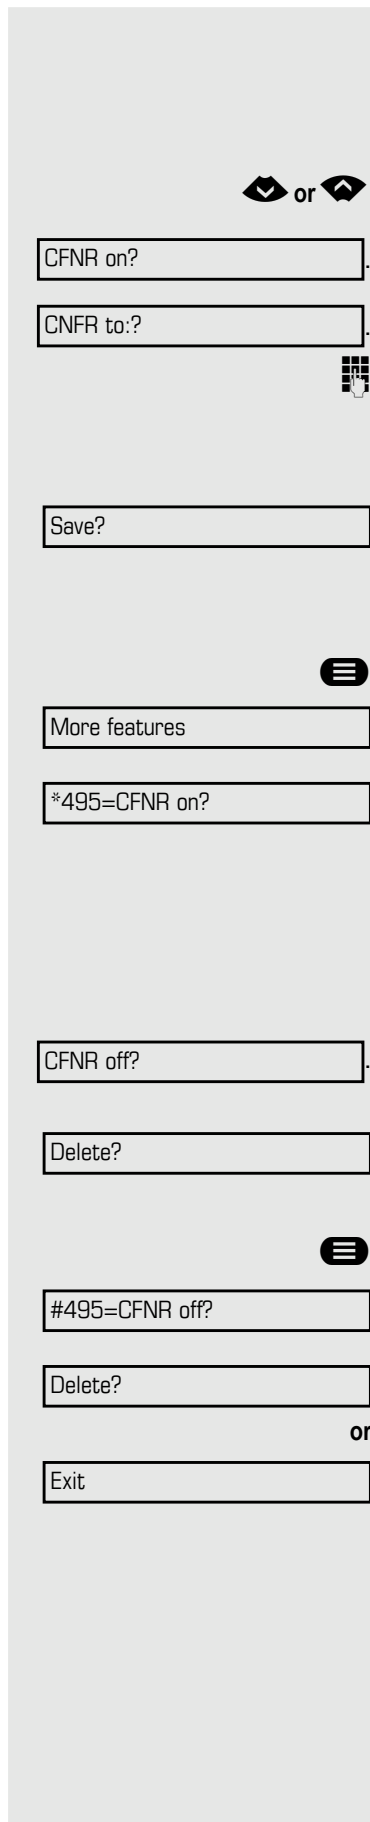 or
CFNR on?
.
CNFR to:?
.
Save?
More features
*495=CFNR on?
CFNR off?
.
Delete?
#495=CFNR off?
Delete?
or
Exit